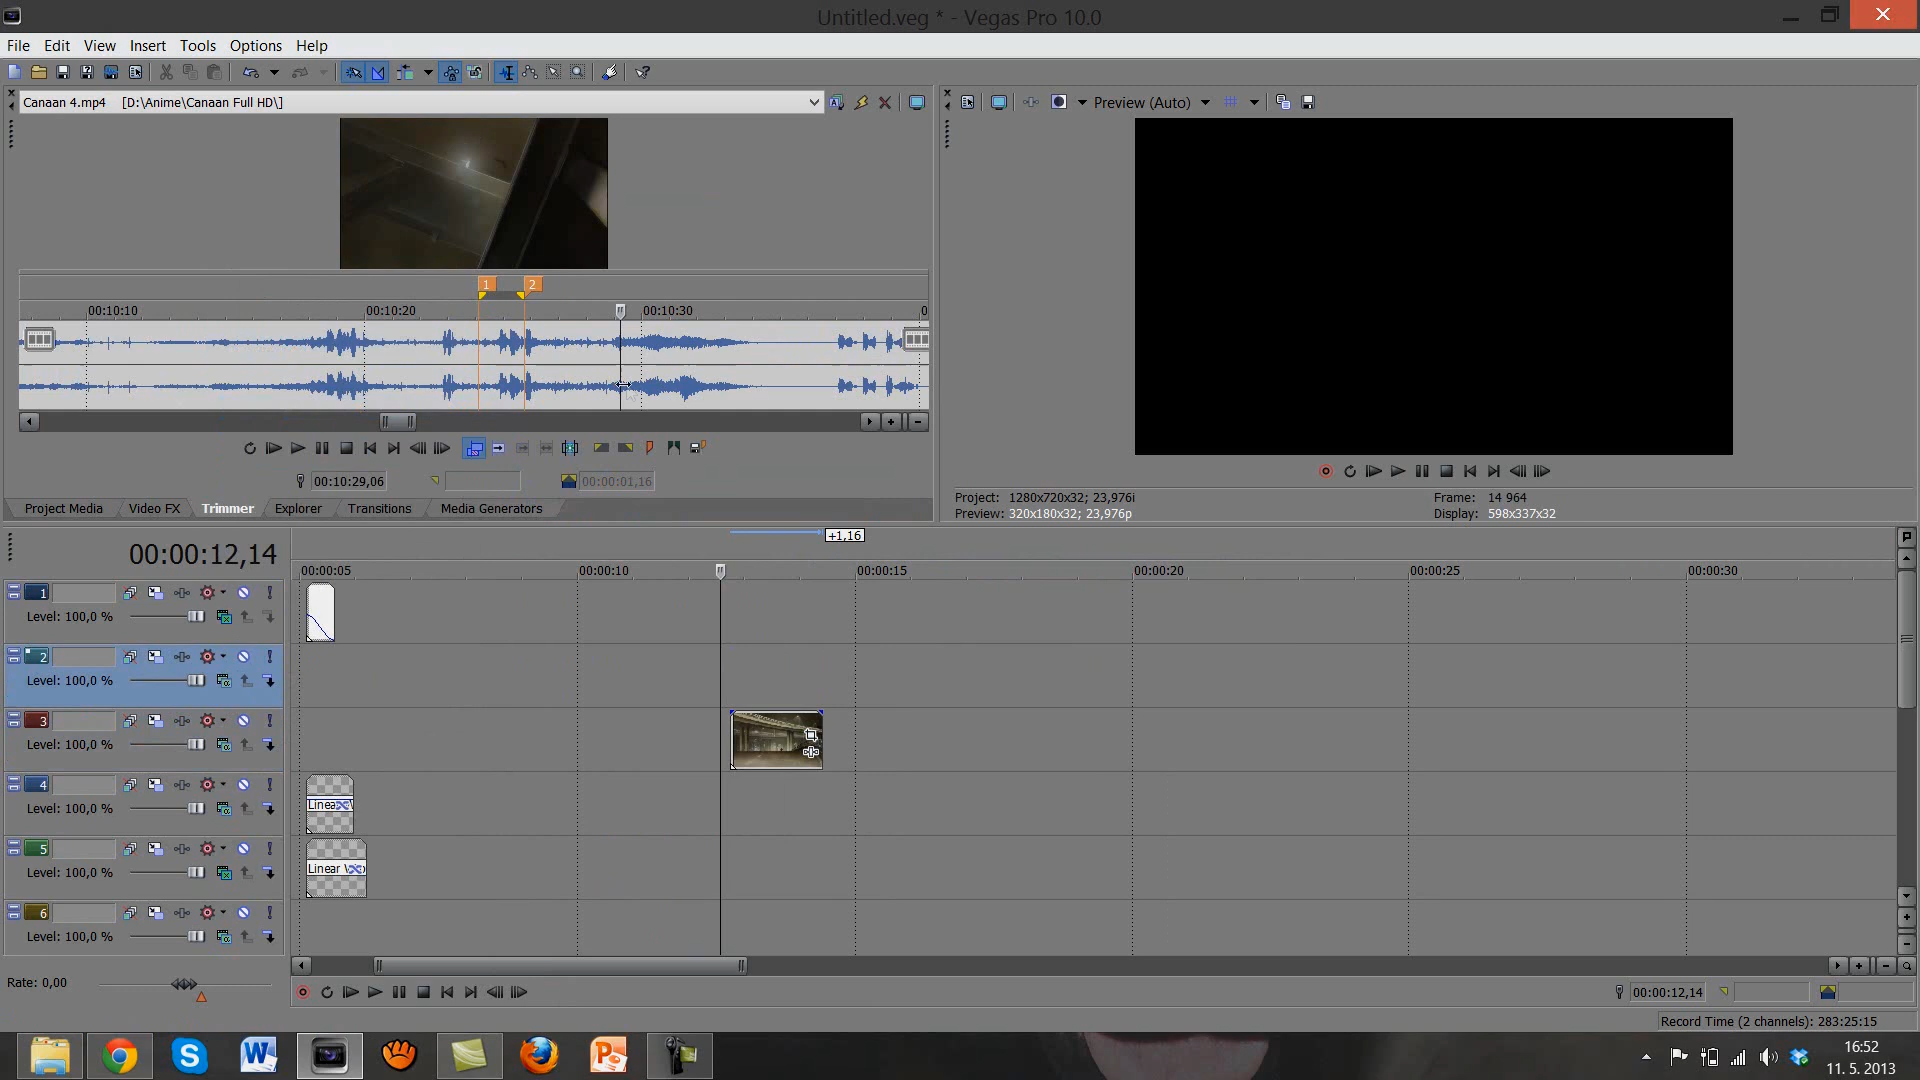 Untitled.veg * - Vegas Pro 10.0
File Edit View Insert Tools Options Help
Canaan 4.mp4 [D:\Anime\Canaan Full HD\]
Preview (Auto)
1 2
00:10:10 00:10:20 00:10:30 0
00:10:29,06 00:00:01,16
Project Media Video FX Trimmer Explorer Transitions Media Generators
Project: 1280x720x32; 23,976i Frame: 14 964
Preview: 320x180x32; 23,976p Display: 598x337x32
+1,16
00:00:12,14
00:00:05 00:00:10 00:00:15 00:00:20 00:00:25 00:00:30
1
Level: 100,0 %
2
Level: 100,0 %
3
Level: 100,0 %
4
Level: 100,0 %
Linea
5
Level: 100,0 %
Linear
6
Level: 100,0 %
Rate: 0,00
00:00:12,14
Record Time (2 channels): 283:25:15
16:52
11. 5. 2013